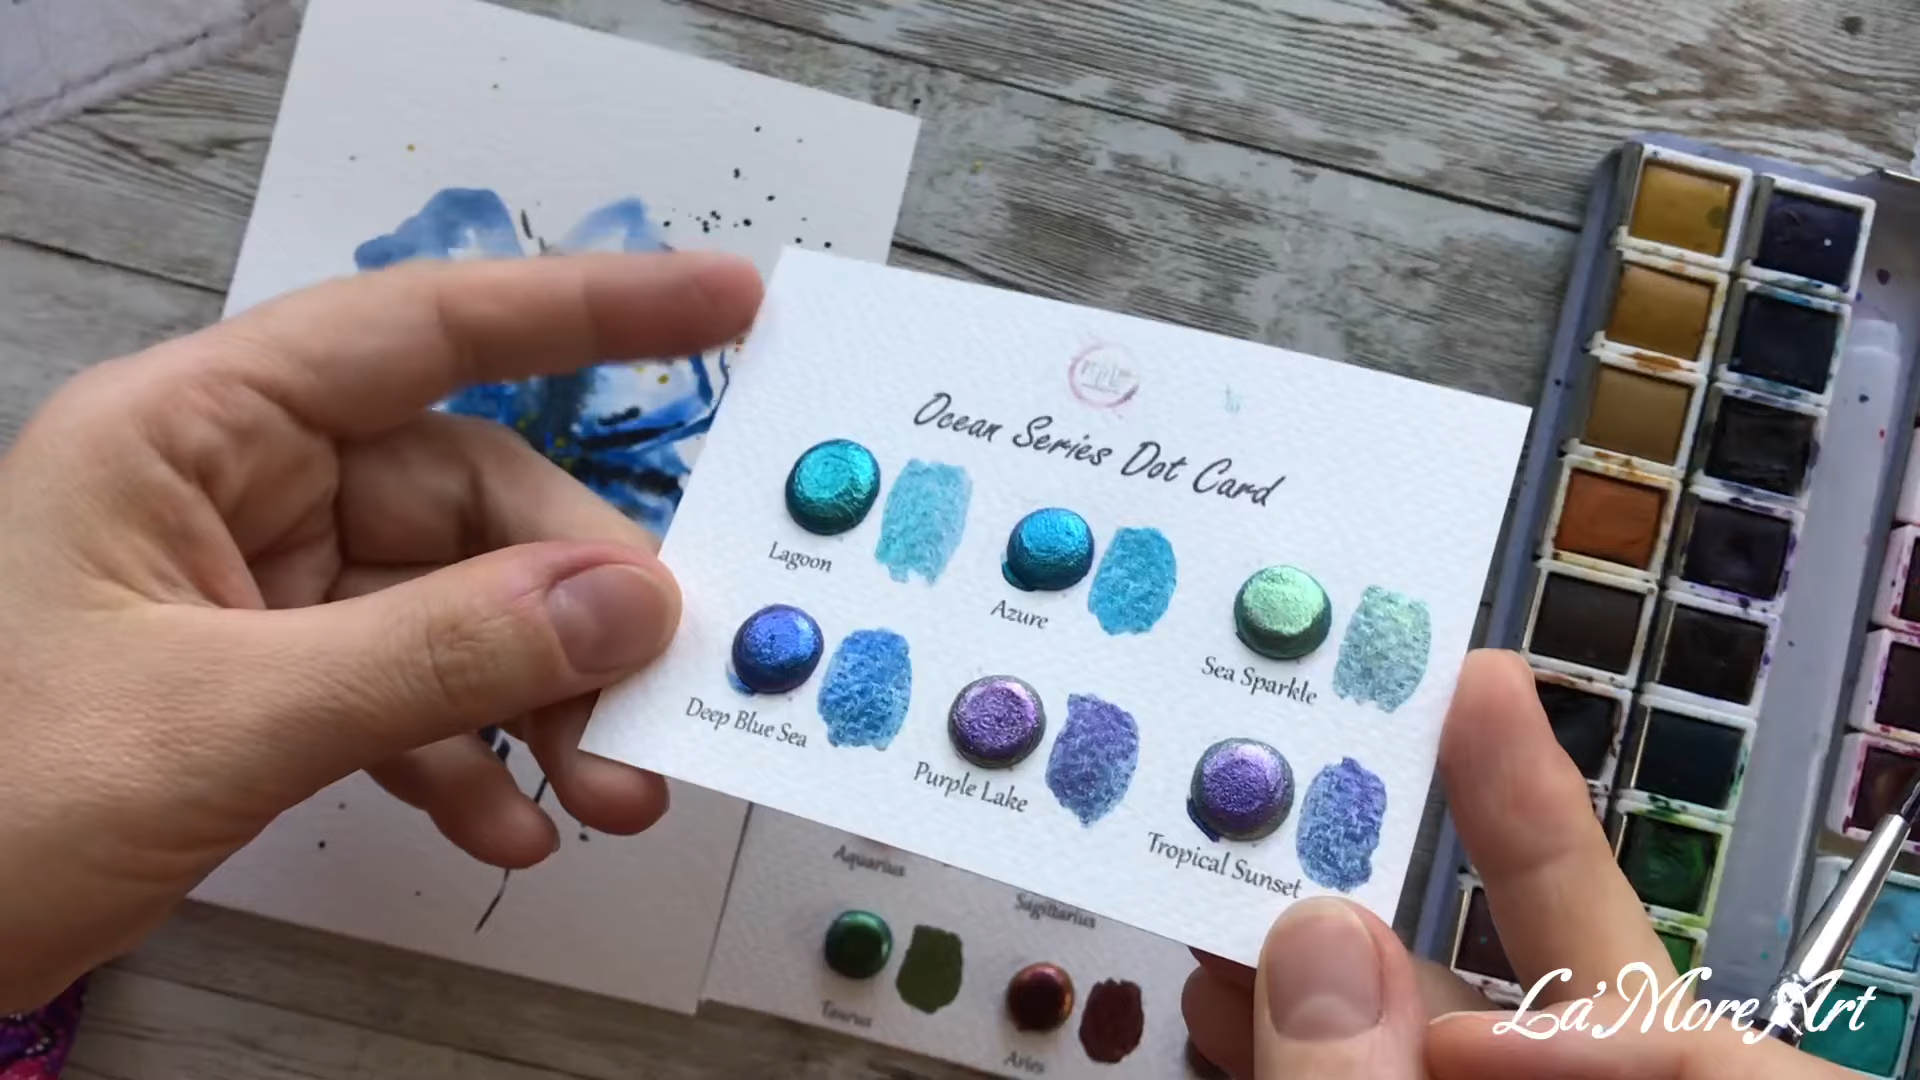 Ocean Series Dot Card
Lagoon
Azure
Sea Sparkle
Deep Blue Sea
Purple Lake
Tropical Sunset
Aquarius
Sagittarius
Taurus
Aries
La'More Art